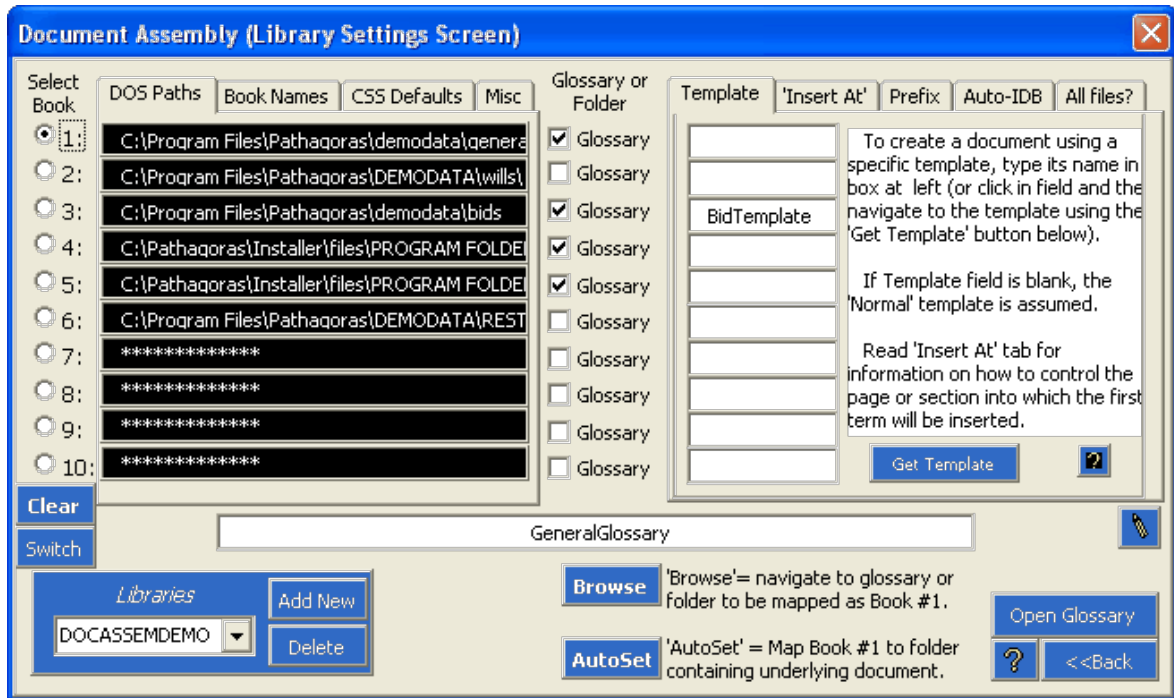 Document Assembly (Library Settings Screen)
Select Book
DOS Paths Book Names CSS Defaults Misc
Glossary or Folder
Template 'Insert At' Prefix Auto-IDB All files?
1: C:\Program Files\Pathagoras\demodata\genera Glossary
2: C:\Program Files\Pathagoras\DEMODATA\wills\ Glossary
3: C:\Program Files\Pathagoras\demodata\bids Glossary BidTemplate
4: C:\Pathagoras\Installer\files\PROGRAM FOLDE Glossary
5: C:\Pathagoras\Installer\files\PROGRAM FOLDE Glossary
6: C:\Program Files\Pathagoras\DEMODATA\REST Glossary
7: ************* Glossary
8: ************* Glossary
9: ************* Glossary
10: ************* Glossary
To create a document using a
specific template, type its name in
box at left (or click in field and the
navigate to the template using the
'Get Template' button below).
If Template field is blank, the
'Normal' template is assumed.
Read 'Insert At' tab for
information on how to control the
page or section into which the first
term will be inserted.
Get Template ?
Clear
Switch
GeneralGlossary
Libraries
DOCASSEMDEMO
Add New
Delete
Browse
'Browse'= navigate to glossary or
folder to be mapped as Book #1.
AutoSet
'AutoSet' = Map Book #1 to folder
containing underlying document.
Open Glossary
? <<Back